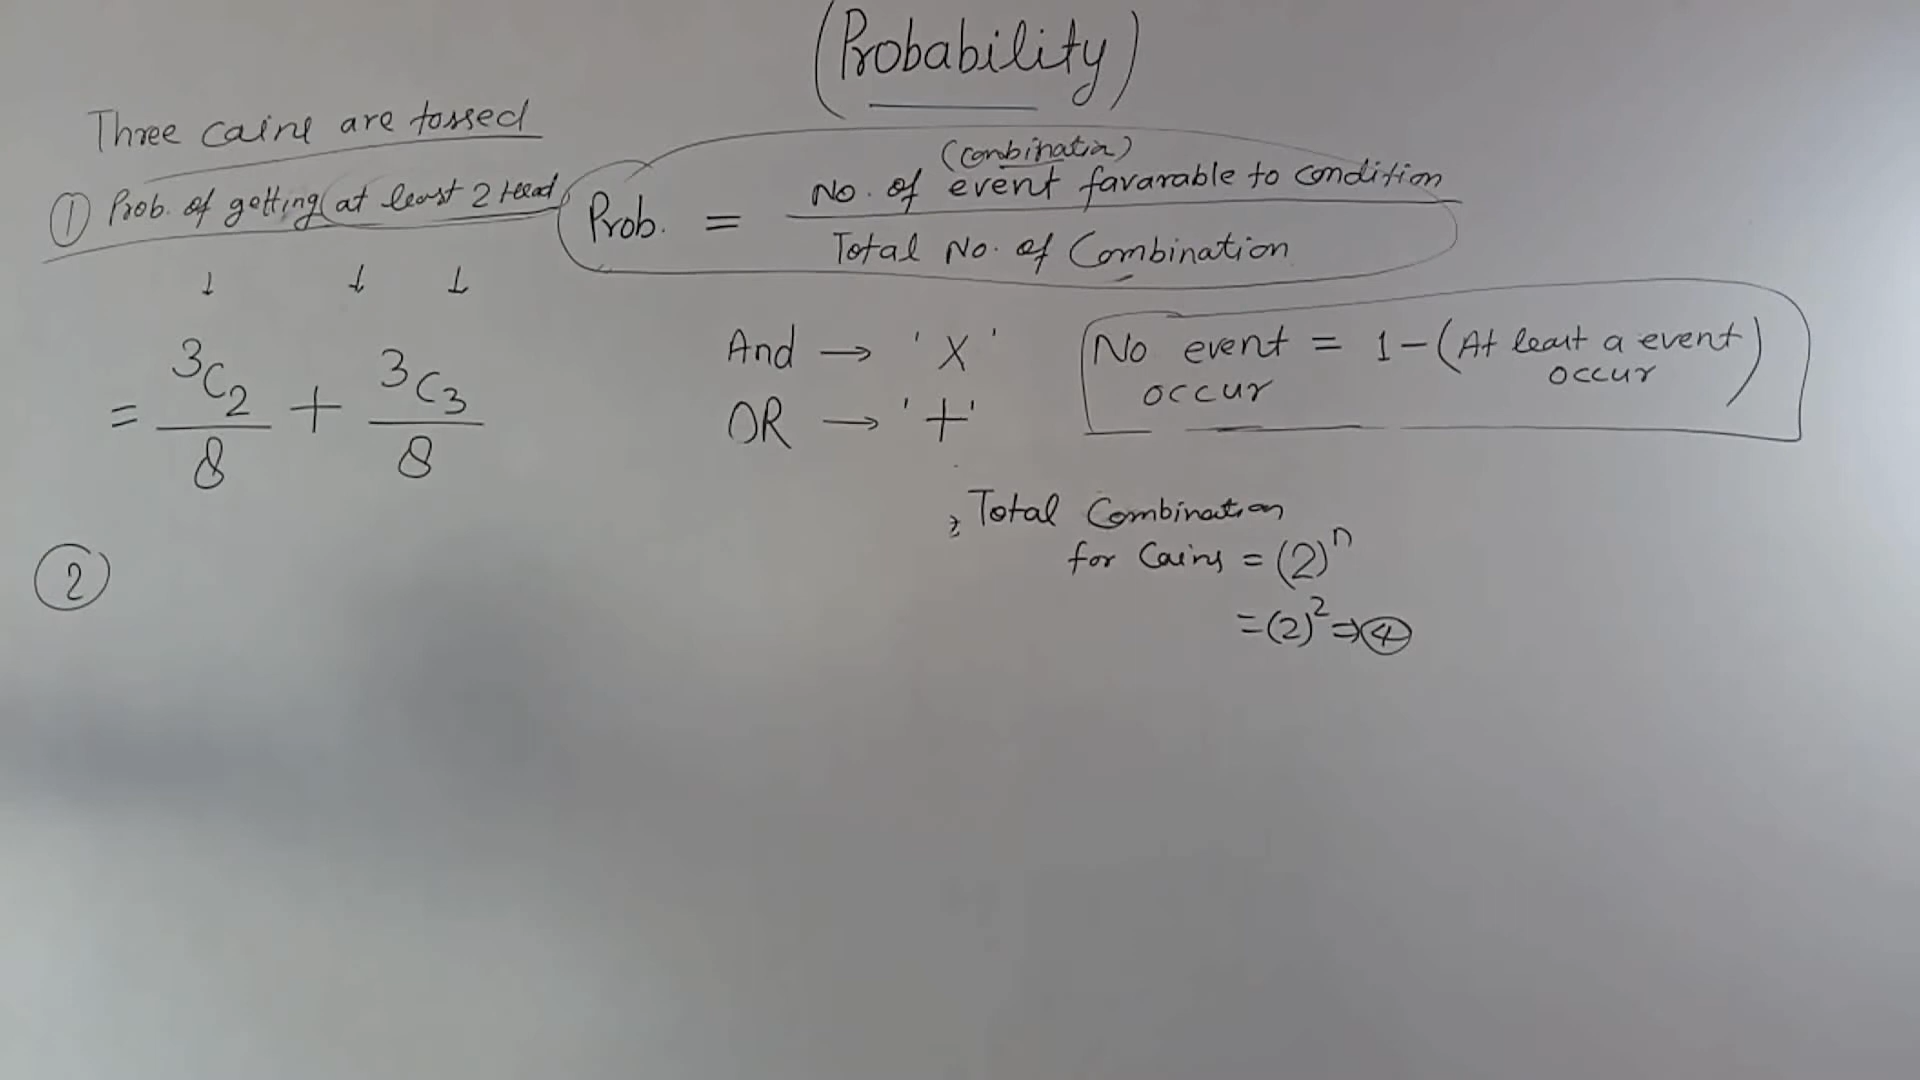 (Probability)
Three coins are tossed
① Prob. of getting (at least 2 Head
↓ ↓ ↓
= ³C₂/8 + ³C₃/8
②
(Combination)
Prob. = No. of event favarable to condition / Total No. of Combination
And → 'X'
OR → '+'
No event occur = 1 - (At least a event occur)
Total Combination
for Coins = (2)ⁿ
= (2)² ⇒ ④